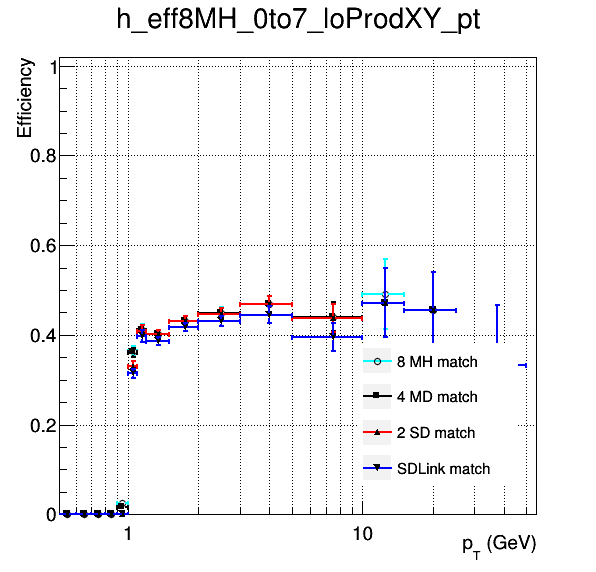 h_eff8MH_0to7_loProdXY_pt
Efficiency
1
0.8
0.6
0.4
0.2
0
8 MH match
4 MD match
2 SD match
SDLink match
1
10
p_T (GeV)